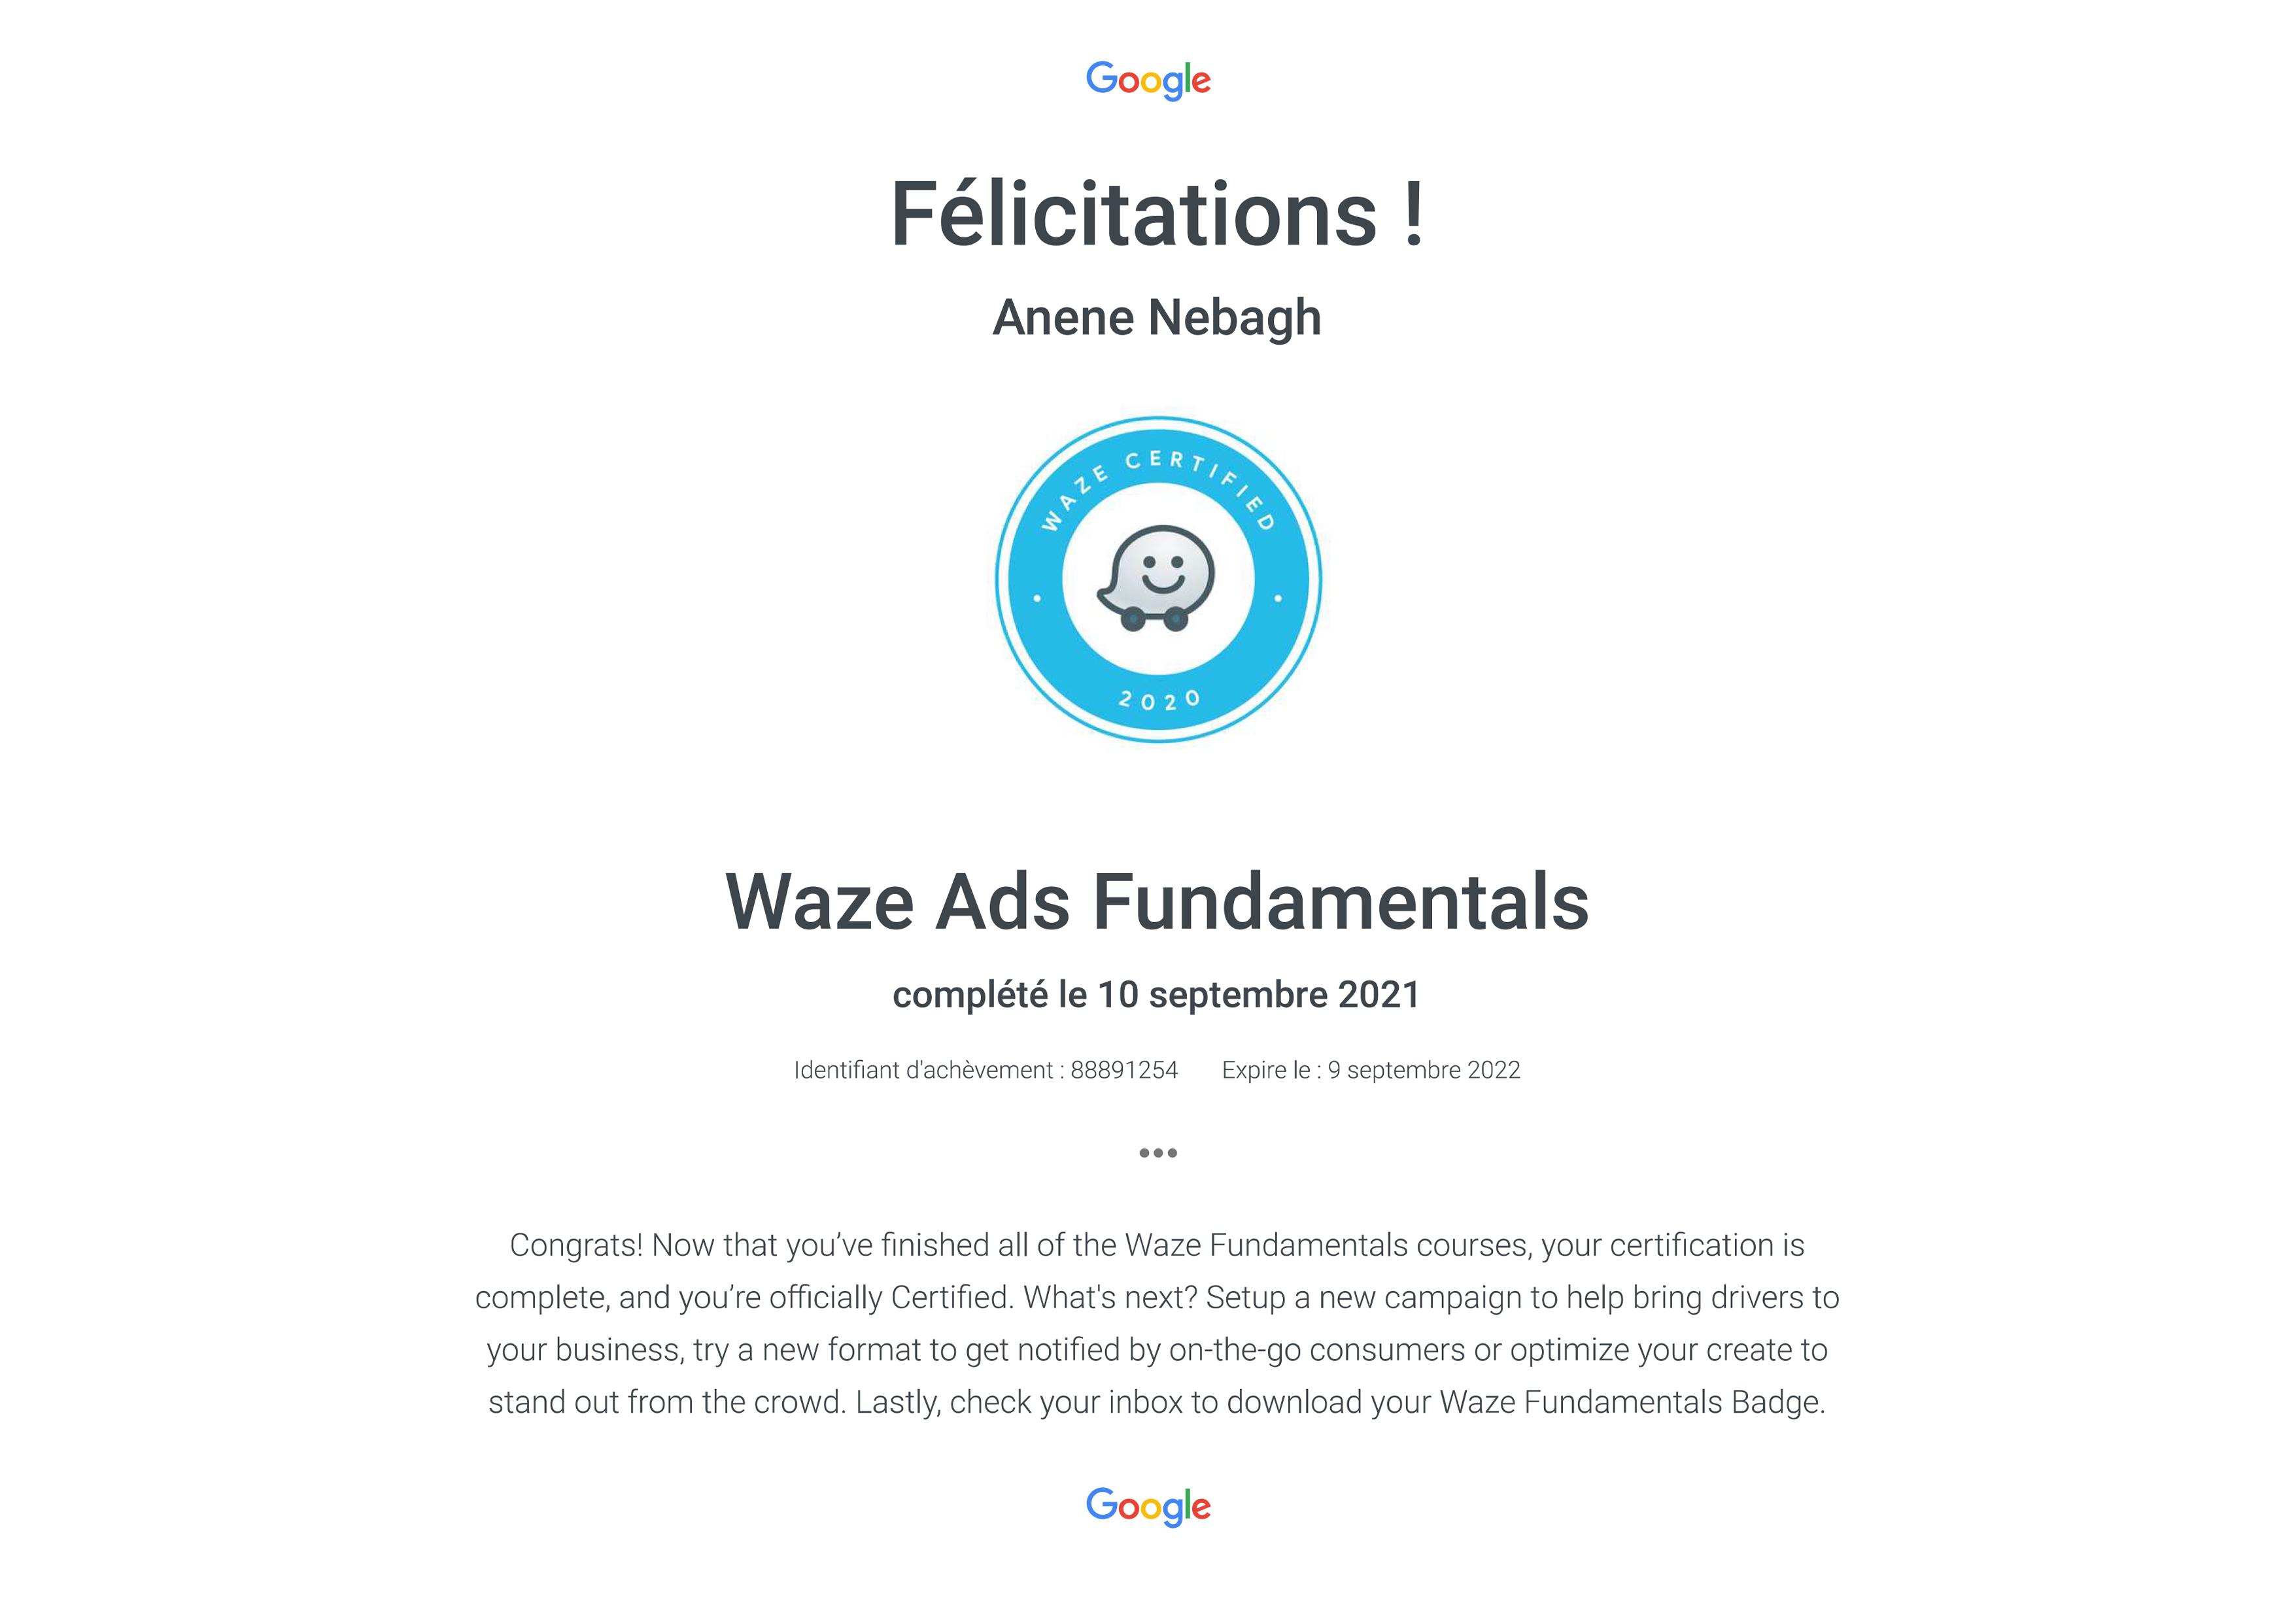 Google
Félicitations !
Anene Nebagh
WAZE CERTIFIED
2020
Waze Ads Fundamentals
complété le 10 septembre 2021
Identifiant d'achèvement : 88891254 Expire le : 9 septembre 2022
Congrats! Now that you’ve finished all of the Waze Fundamentals courses, your certification is
complete, and you’re officially Certified. What's next? Setup a new campaign to help bring drivers to
your business, try a new format to get notified by on-the-go consumers or optimize your create to
stand out from the crowd. Lastly, check your inbox to download your Waze Fundamentals Badge.
Google